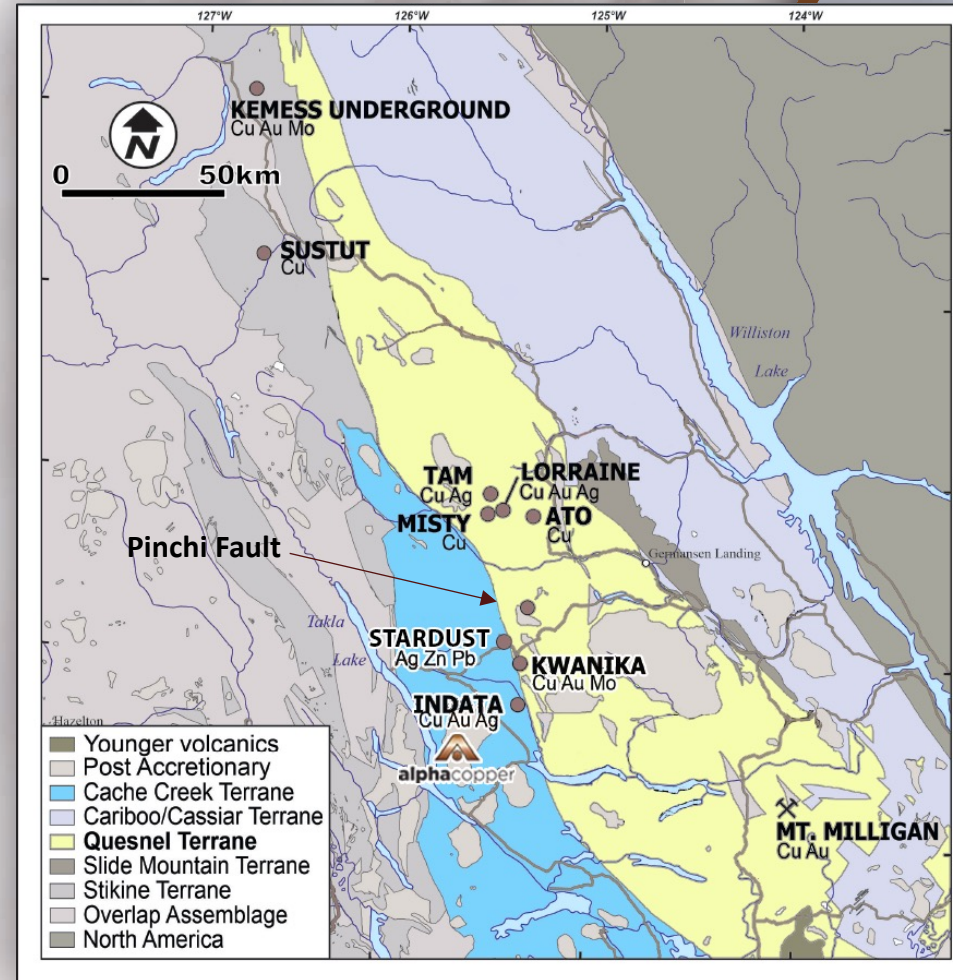 127°W
126°W
125°W
124°W
KEMESS UNDERGROUND
Cu Au Mo
N
0 50km
SUSTUT
Cu
Williston
Lake
TAM
Cu Ag
LORRAINE
Cu Au Ag
MISTY
Cu
ATO
Cu
Pinchi Fault
Germansen Landing
Takla
Lake
STARDUST
Ag Zn Pb
KWANIKA
Cu Au Mo
INDATA
Cu Au Ag
alphacopper
Hazelton
MT. MILLIGAN
Cu Au
Younger volcanics
Post Accretionary
Cache Creek Terrane
Cariboo/Cassiar Terrane
Quesnel Terrane
Slide Mountain Terrane
Stikine Terrane
Overlap Assemblage
North America